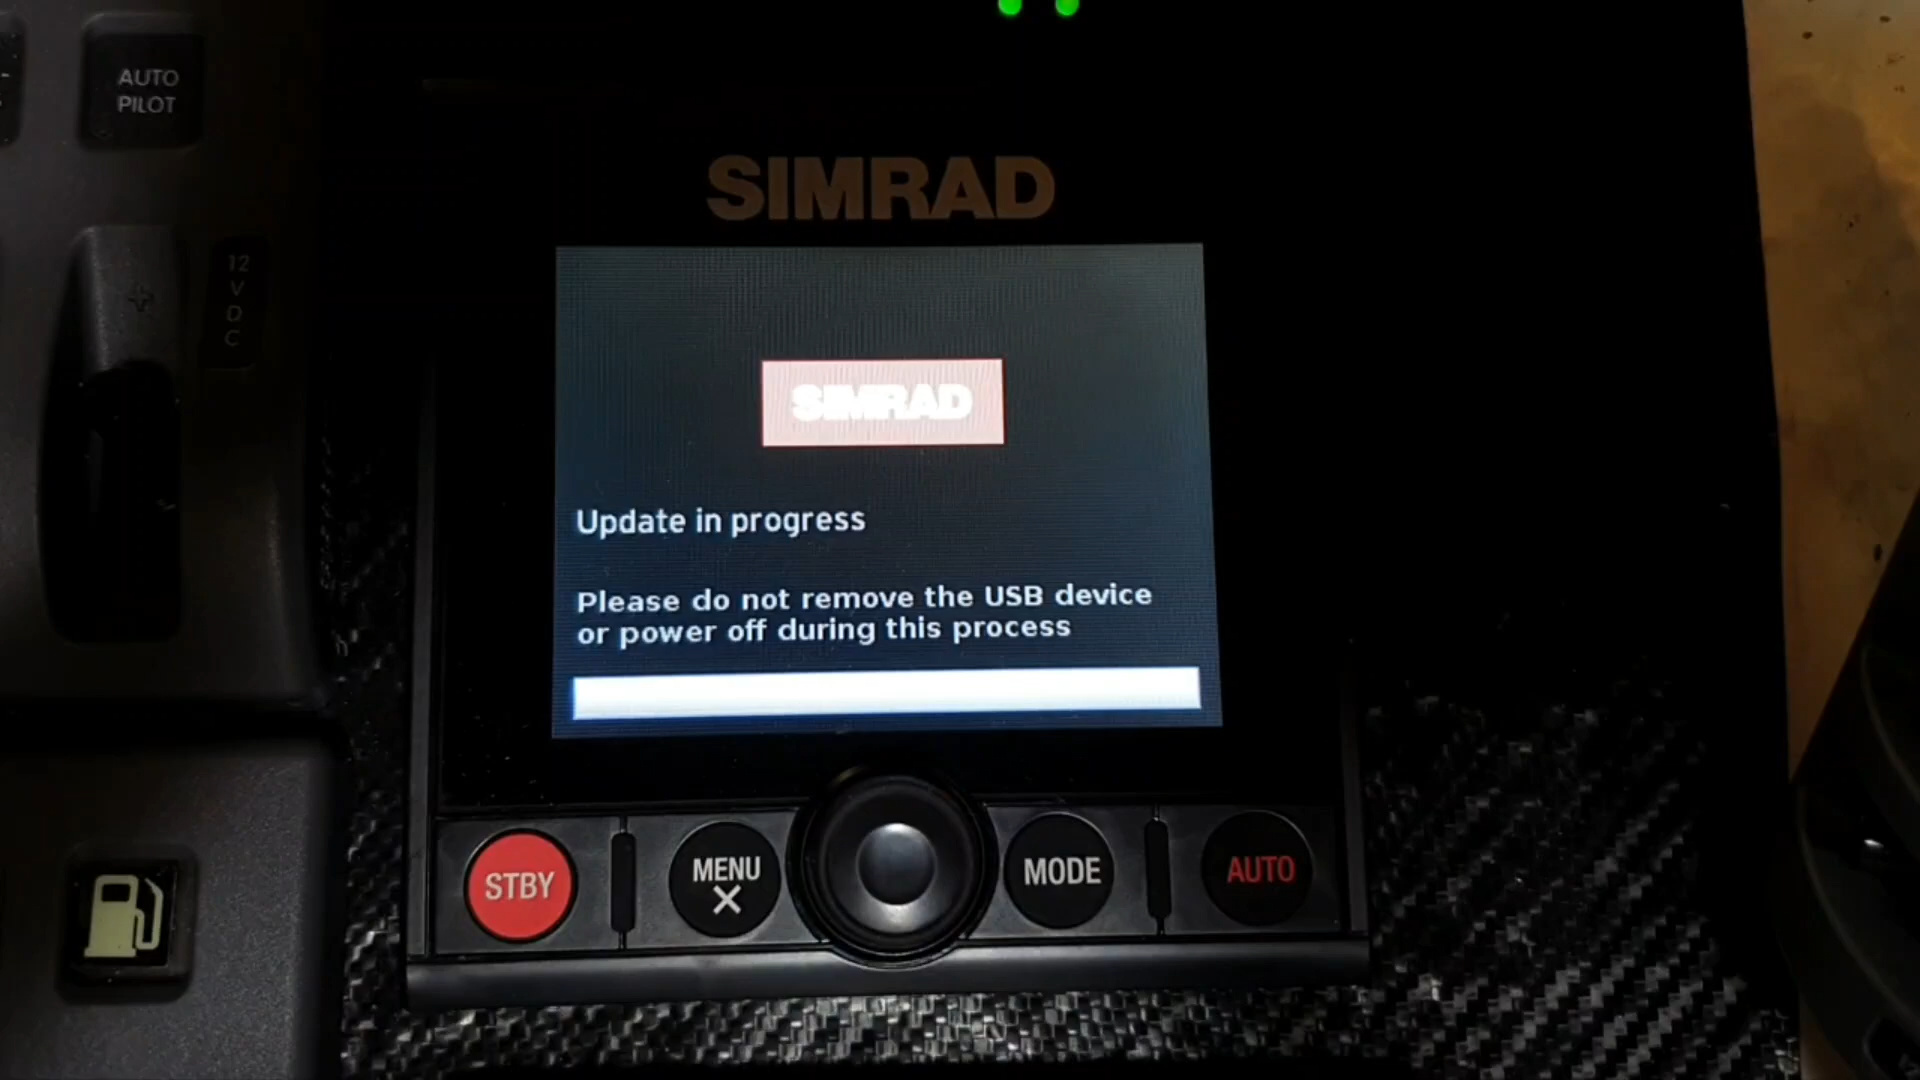 AUTO
PILOT
12
V
D
C
SIMRAD
SIMRAD
Update in progress
Please do not remove the USB device
or power off during this process
STBY
MENU
MODE
AUTO